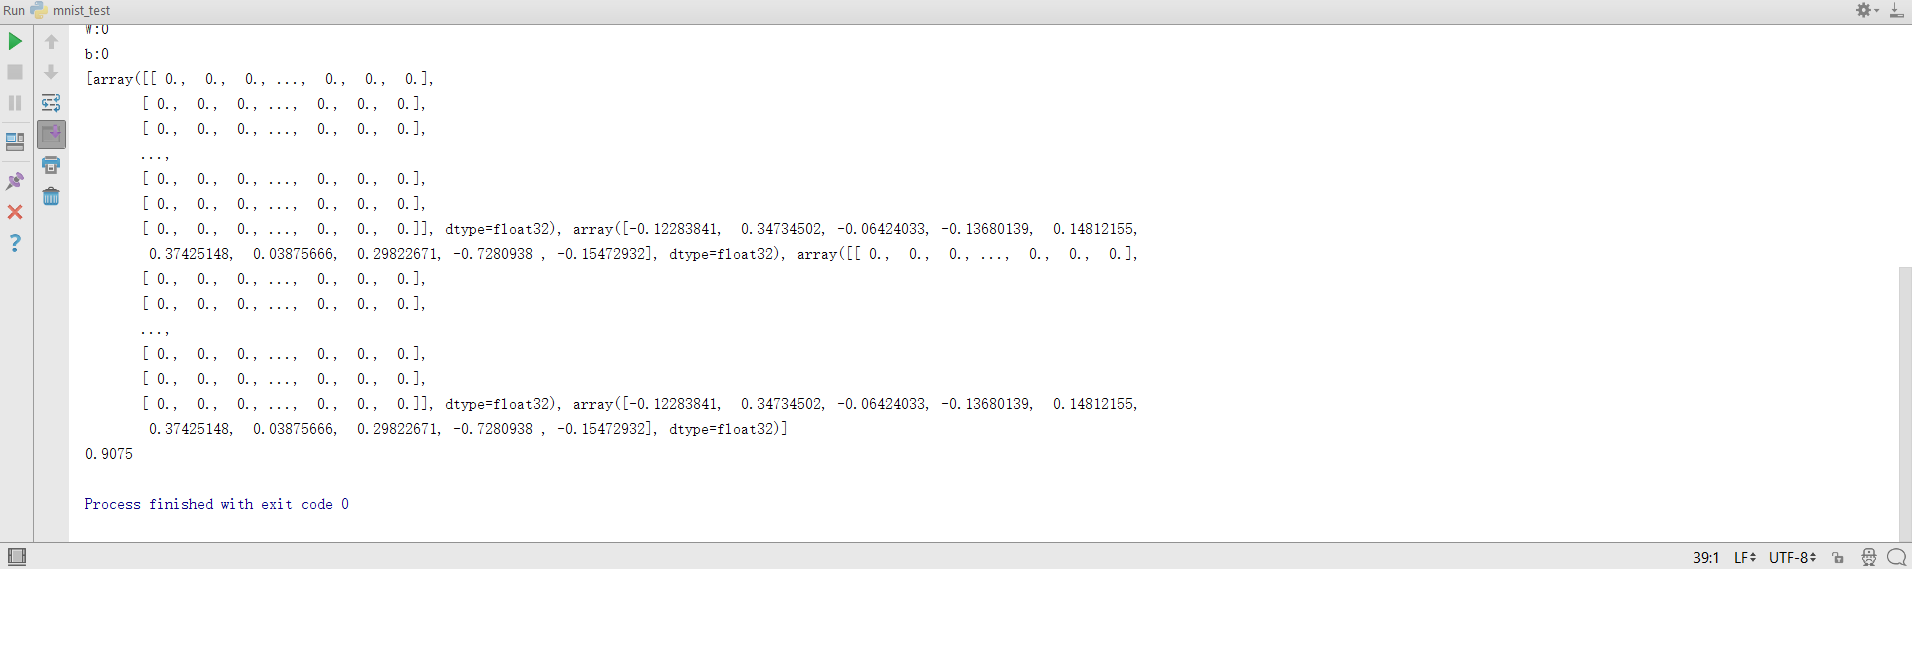 Run mnist_test
W:0
b:0
[array([[ 0.,  0.,  0., ...,  0.,  0.,  0.],
[ 0.,  0.,  0., ...,  0.,  0.,  0.],
[ 0.,  0.,  0., ...,  0.,  0.,  0.],
...,
[ 0.,  0.,  0., ...,  0.,  0.,  0.],
[ 0.,  0.,  0., ...,  0.,  0.,  0.],
[ 0.,  0.,  0., ...,  0.,  0.,  0.]], dtype=float32), array([-0.12283841,  0.34734502, -0.06424033, -0.13680139,  0.14812155,
0.37425148,  0.03875666,  0.29822671, -0.7280938 , -0.15472932], dtype=float32), array([[ 0.,  0.,  0., ...,  0.,  0.,  0.],
[ 0.,  0.,  0., ...,  0.,  0.,  0.],
[ 0.,  0.,  0., ...,  0.,  0.,  0.],
...,
[ 0.,  0.,  0., ...,  0.,  0.,  0.],
[ 0.,  0.,  0., ...,  0.,  0.,  0.],
[ 0.,  0.,  0., ...,  0.,  0.,  0.]], dtype=float32), array([-0.12283841,  0.34734502, -0.06424033, -0.13680139,  0.14812155,
0.37425148,  0.03875666,  0.29822671, -0.7280938 , -0.15472932], dtype=float32)]
0.9075
Process finished with exit code 0
39:1 LF UTF-8